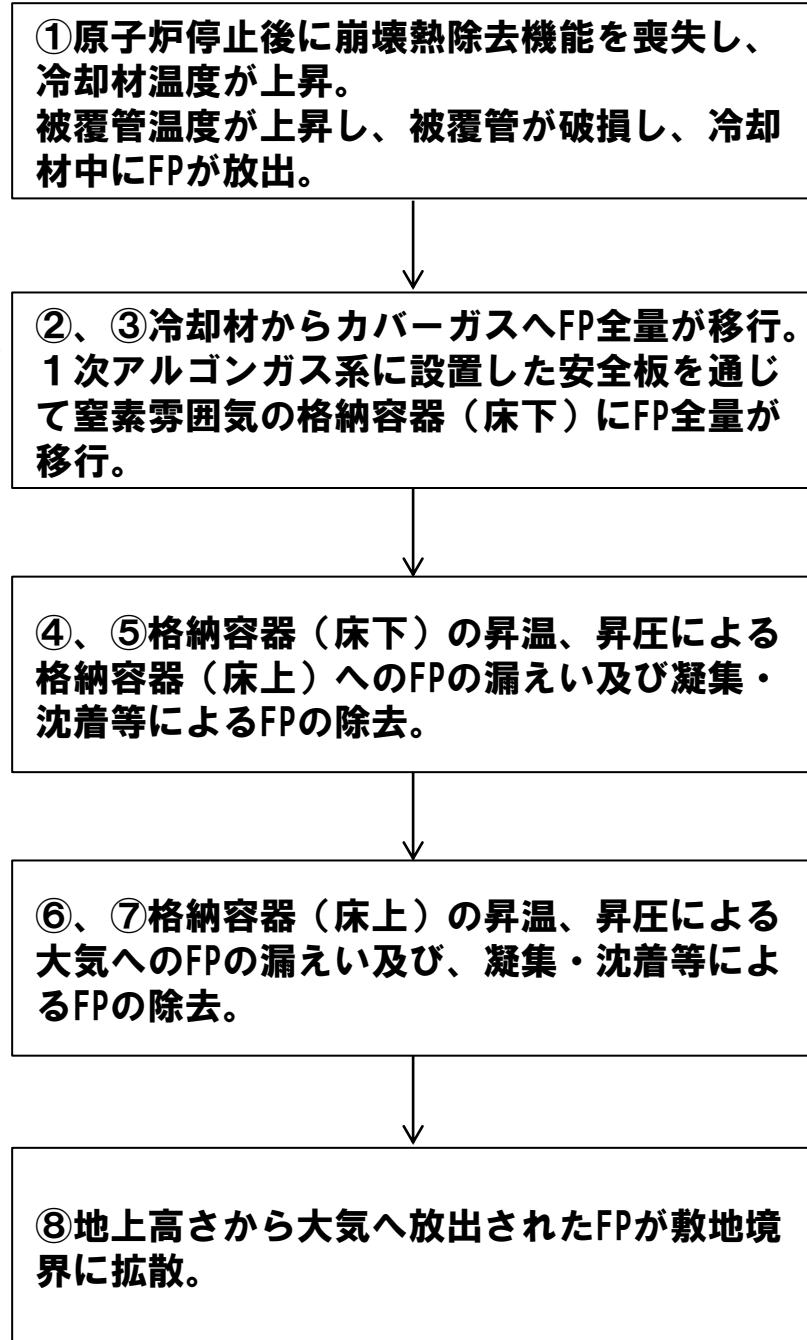 ①原子炉停止後に崩壊熱除去機能を喪失し、
冷却材温度が上昇。
被覆管温度が上昇し、被覆管が破損し、冷却
材中にFPが放出。
②、③冷却材からカバーガスへFP全量が移行。
１次アルゴンガス系に設置した安全板を通じ
て窒素雰囲気の格納容器（床下）にFP全量が
移行。
④、⑤格納容器（床下）の昇温、昇圧による
格納容器（床上）へのFPの漏えい及び凝集・
沈着等によるFPの除去。
⑥、⑦格納容器（床上）の昇温、昇圧による
大気へのFPの漏えい及び、凝集・沈着等によ
るFPの除去。
⑧地上高さから大気へ放出されたFPが敷地境
界に拡散。